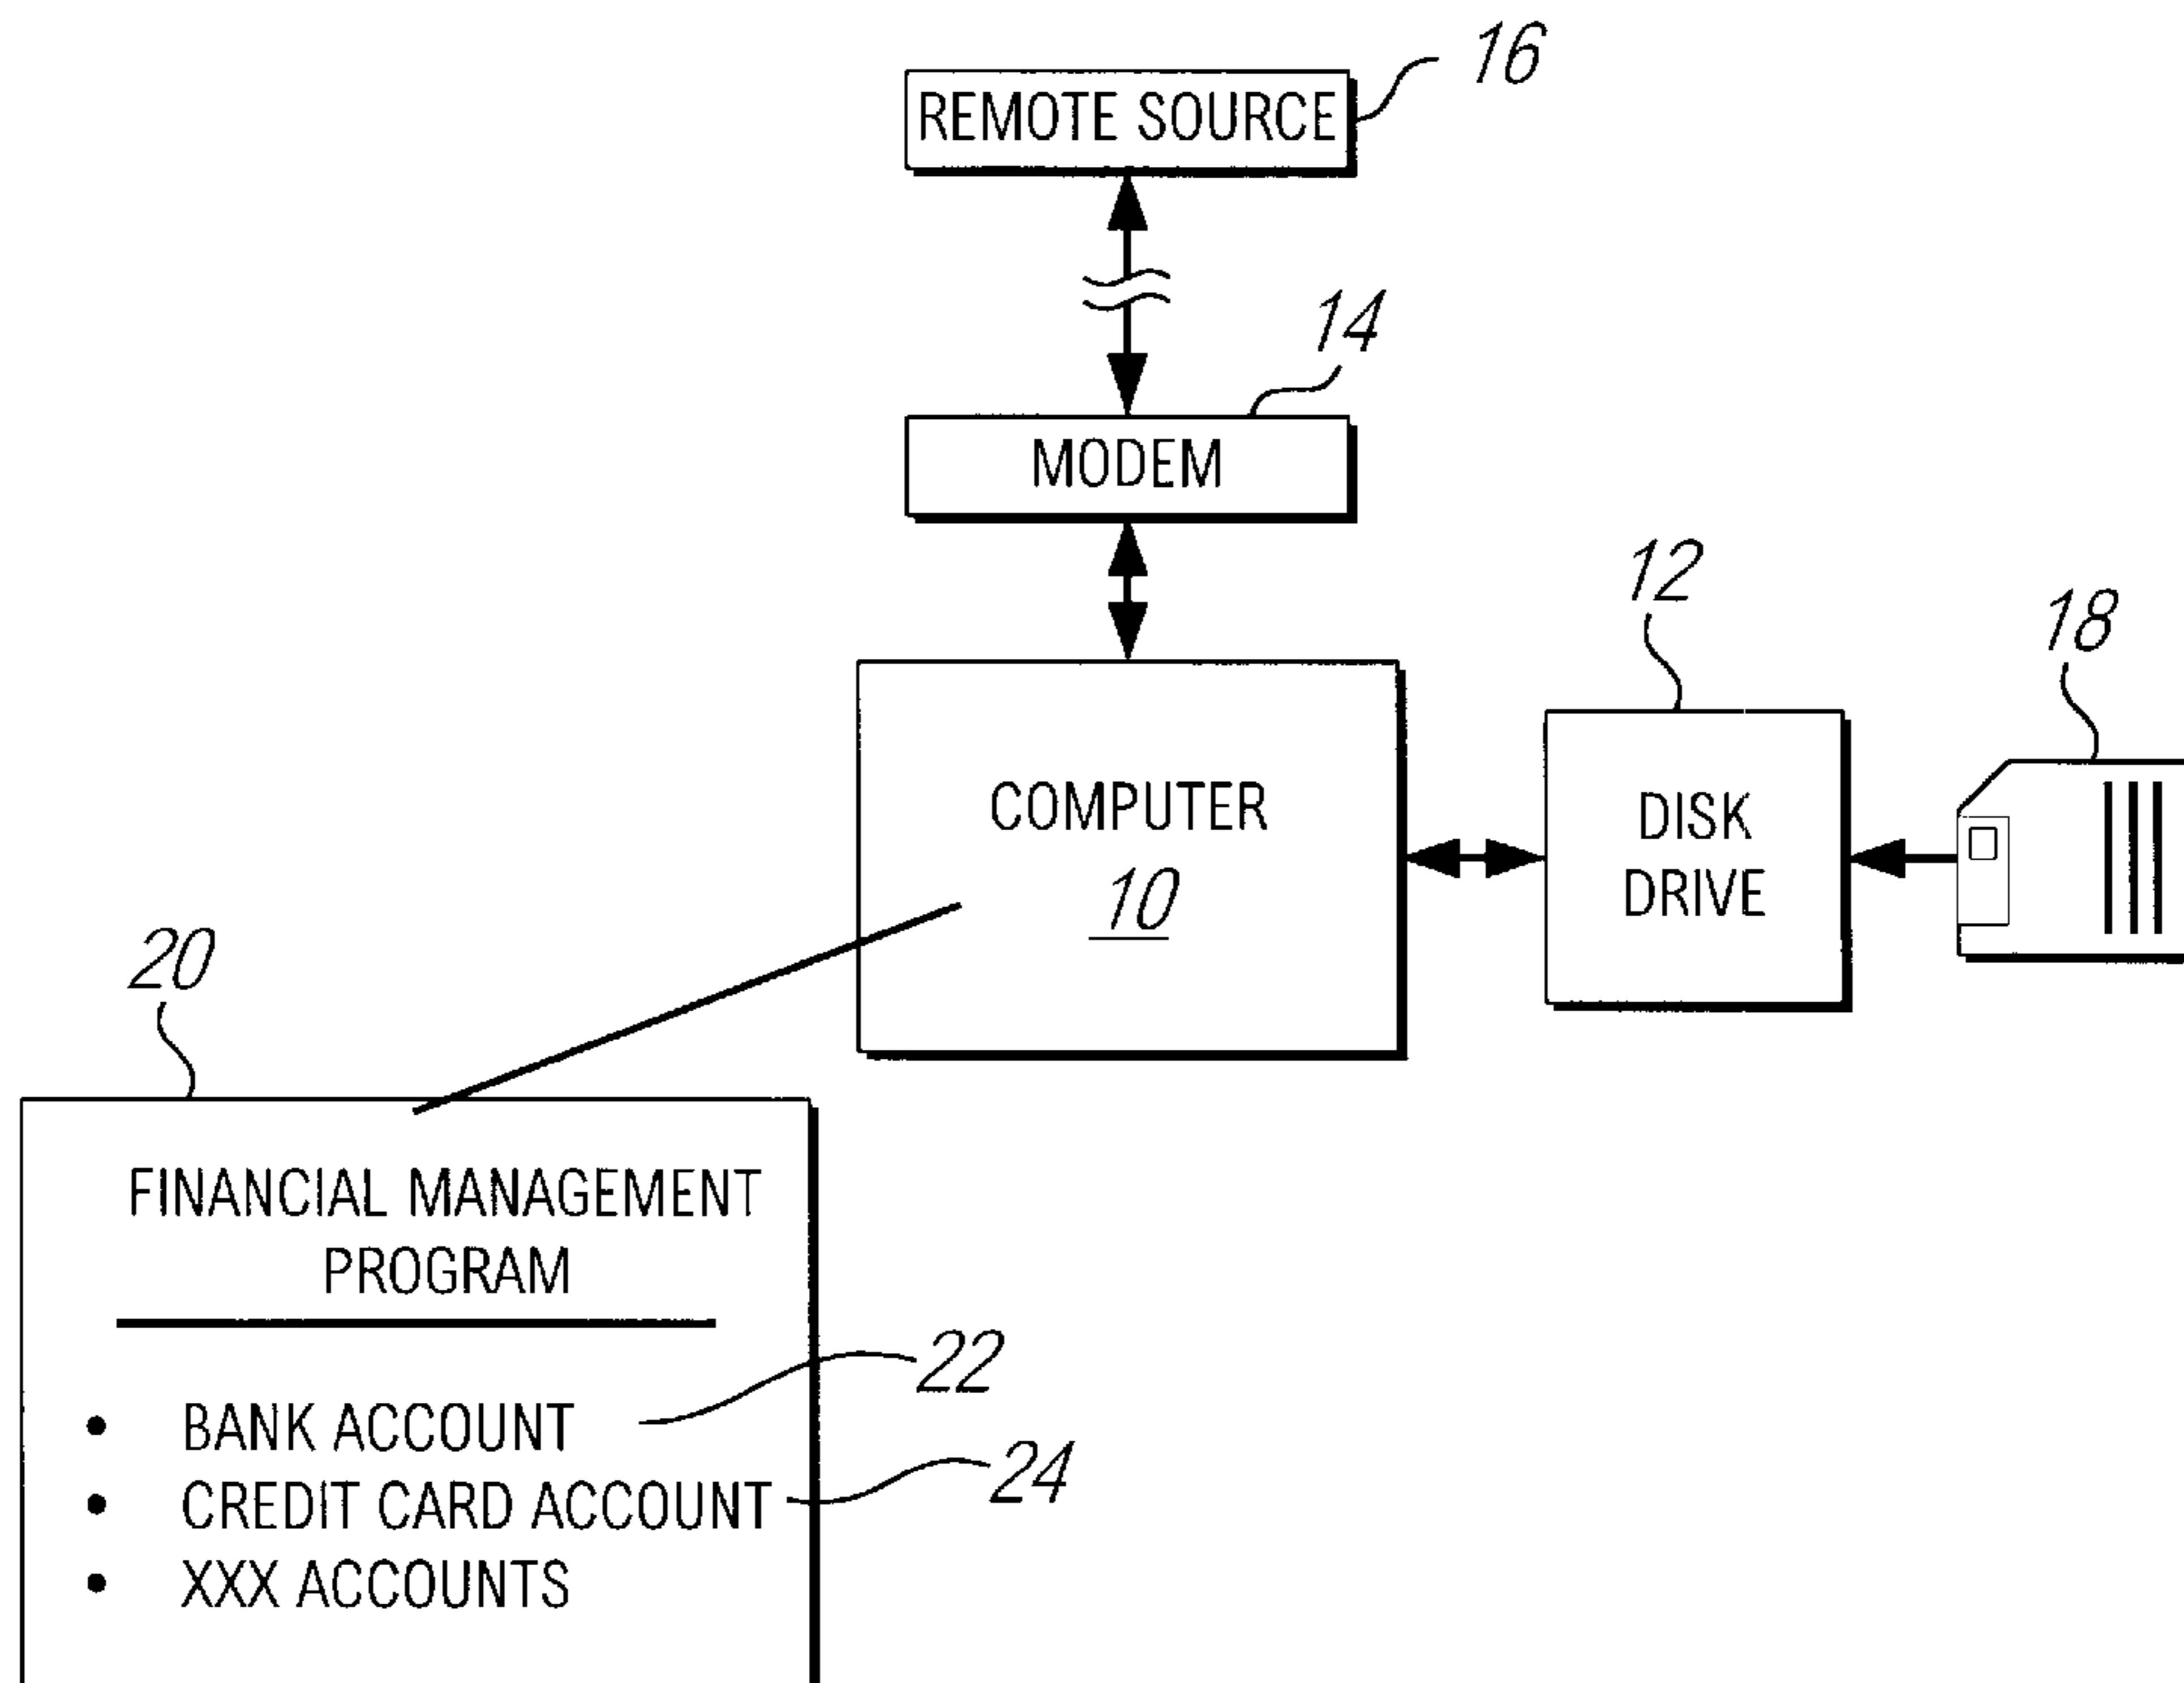 16
REMOTE SOURCE
14
MODEM
12
18
COMPUTER
10
DISK
DRIVE
20
FINANCIAL MANAGEMENT
PROGRAM
22
• BANK ACCOUNT
24
• CREDIT CARD ACCOUNT
• XXX ACCOUNTS